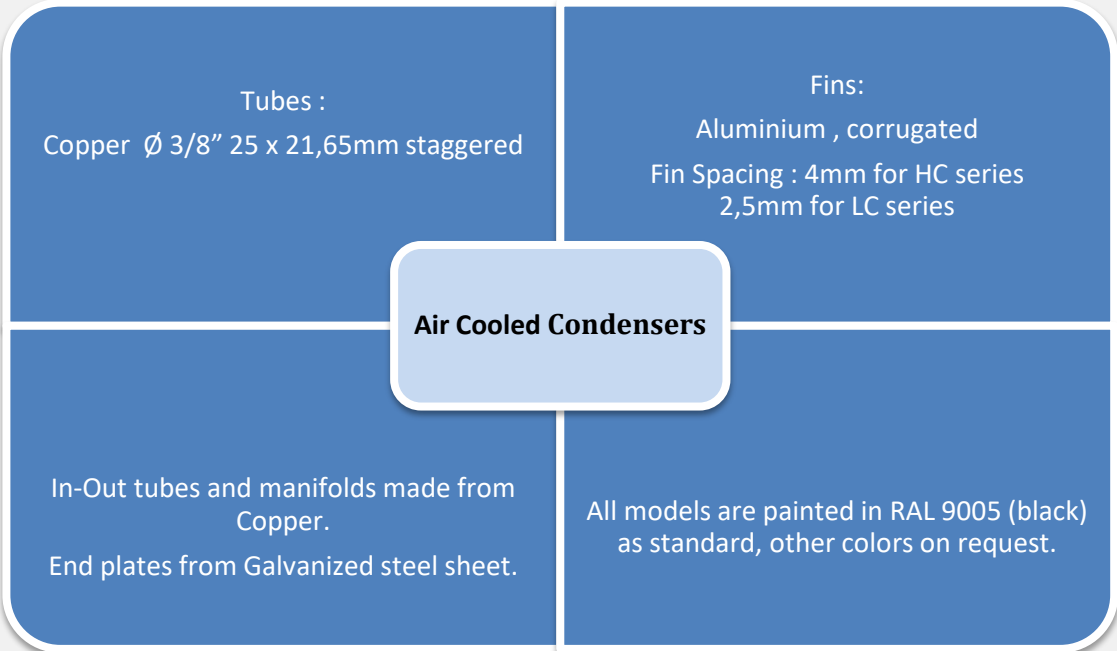 Tubes :
Copper Ø 3/8” 25 x 21,65mm staggered
Fins:
Aluminium , corrugated
Fin Spacing : 4mm for HC series
2,5mm for LC series
Air Cooled Condensers
In-Out tubes and manifolds made from
Copper.
End plates from Galvanized steel sheet.
All models are painted in RAL 9005 (black)
as standard, other colors on request.